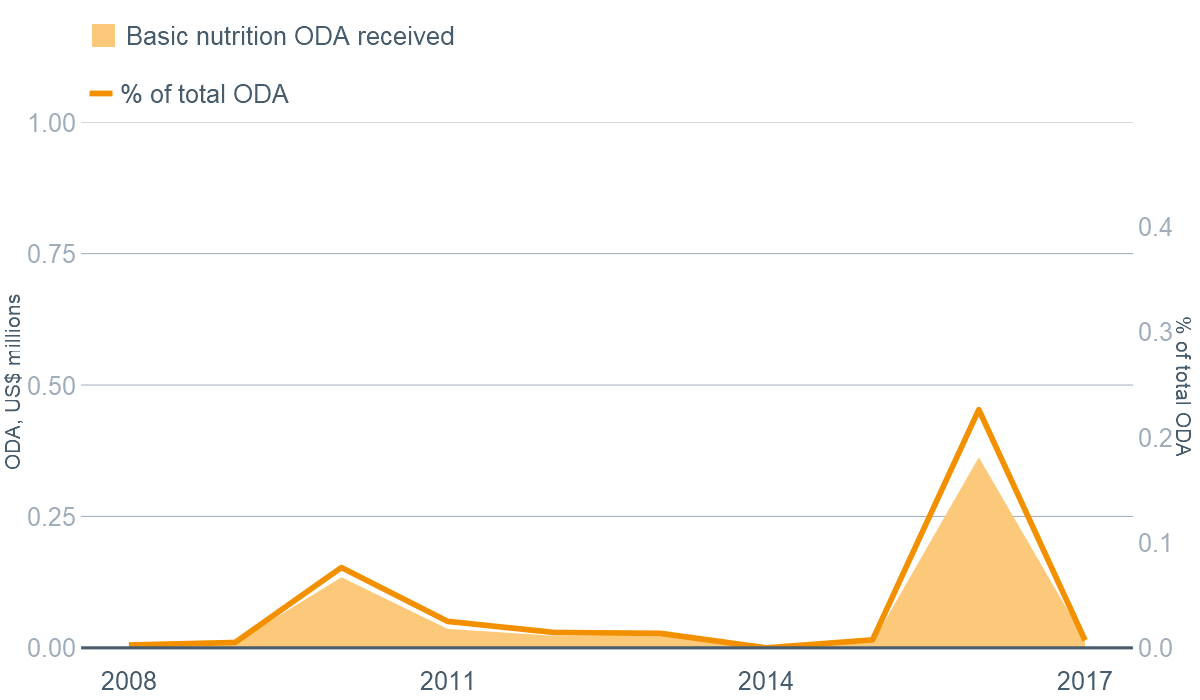 Basic nutrition ODA received
% of total ODA
1.00
0.75
0.50
0.25
0.00
ODA, US$ millions
0.4
0.3
0.2
0.1
0.0
% of total ODA
2008 2011 2014 2017